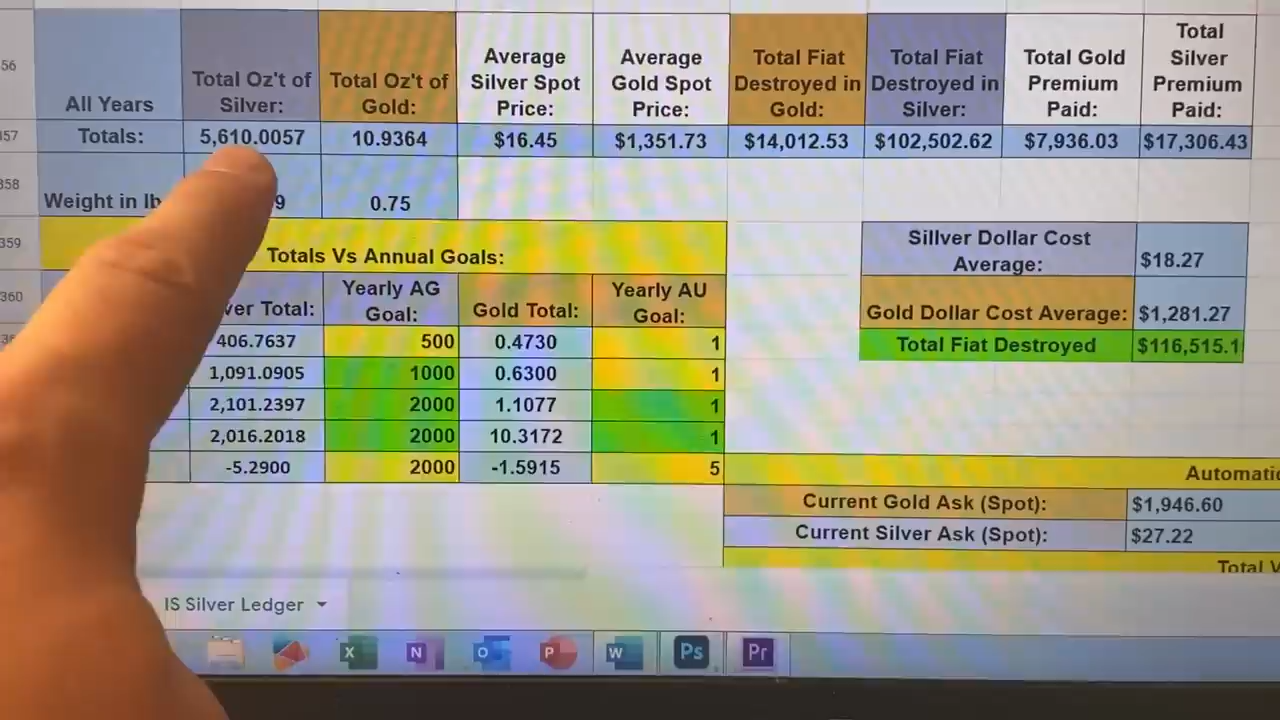 56
All Years
Total Oz't of
Silver:
Total Oz't of
Gold:
Average
Silver Spot
Price:
Average
Gold Spot
Price:
Total Fiat
Destroyed in
Gold:
Total Fiat
Destroyed in
Silver:
Total Gold
Premium
Paid:
Total
Silver
Premium
Paid:
357
Totals:
5,610.0057
10.9364
$16.45
$1,351.73
$14,012.53
$102,502.62
$7,936.03
$17,306.43
358
Weight in lb
9
0.75
359
Totals Vs Annual Goals:
Sillver Dollar Cost
Average:
$18.27
360
ver Total:
Yearly AG
Goal:
Gold Total:
Yearly AU
Goal:
Gold Dollar Cost Average:
$1,281.27
406.7637
500
0.4730
1
Total Fiat Destroyed
$116,515.1
1,091.0905
1000
0.6300
1
2,101.2397
2000
1.1077
1
2,016.2018
2000
10.3172
1
-5.2900
2000
-1.5915
5
Automatic
Current Gold Ask (Spot):
$1,946.60
Current Silver Ask (Spot):
$27.22
Total V
IS Silver Ledger
X
N
O
P
W
Ps
Pr